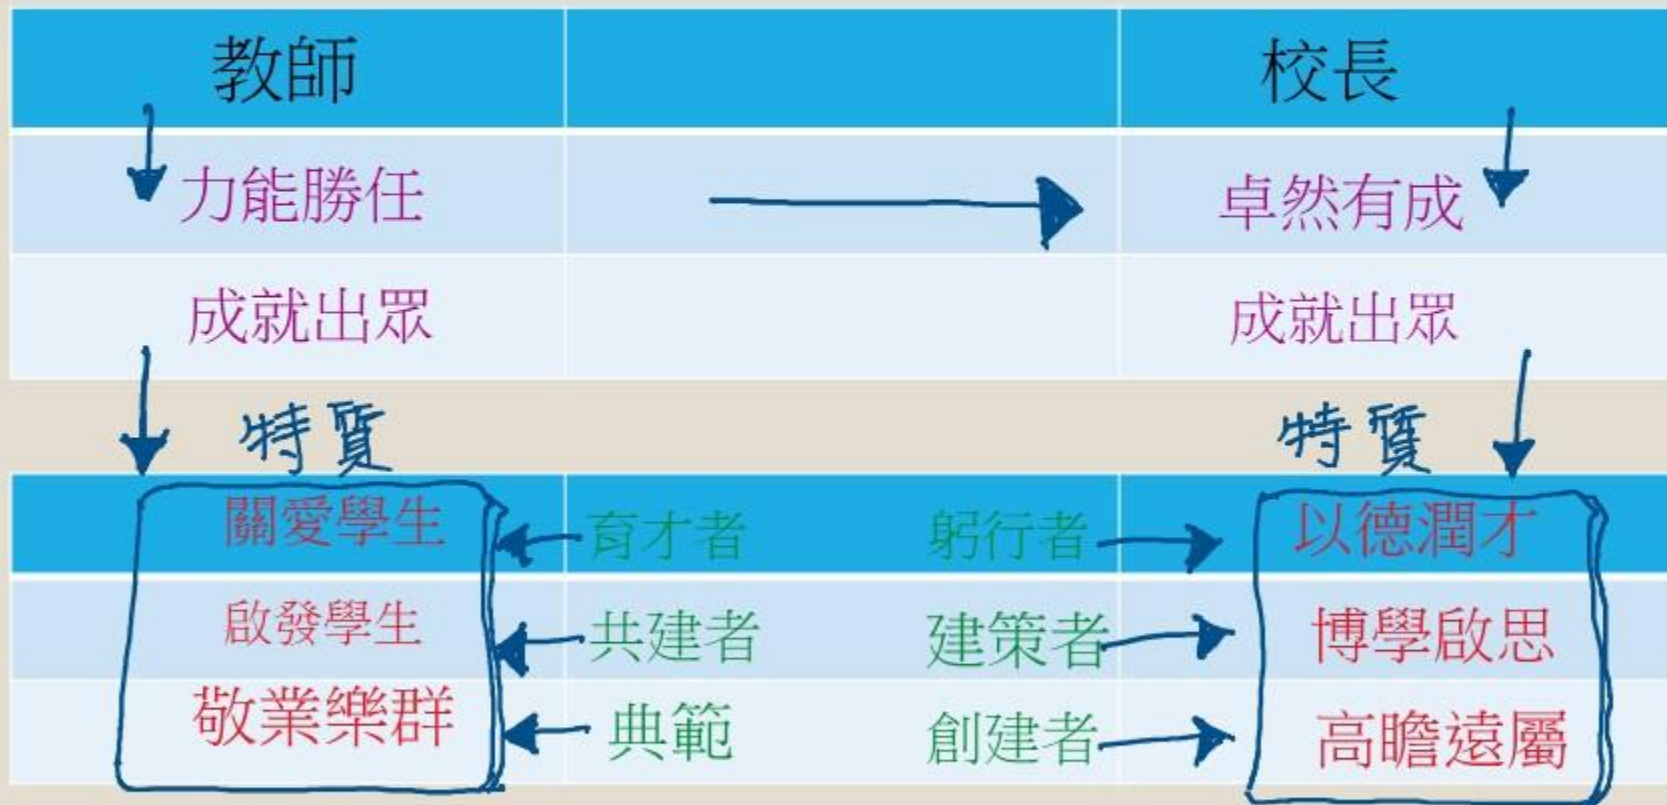 教師 校長
力能勝任 卓然有成
成就出眾 成就出眾
特質 特質
關愛學生 育才者 躬行者 以德潤才
啟發學生 共建者 建策者 博學啟思
敬業樂群 典範 創建者 高瞻遠屬